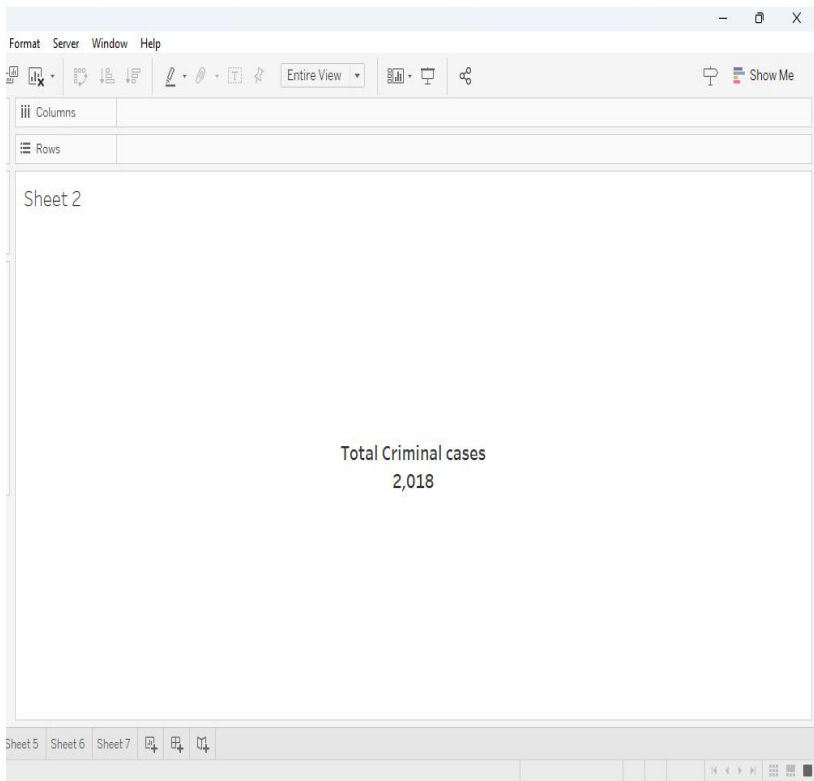 Format Server Window Help
Entire View
Show Me
Columns
Rows
Sheet 2
Total Criminal cases
2,018
Sheet 5 Sheet 6 Sheet 7